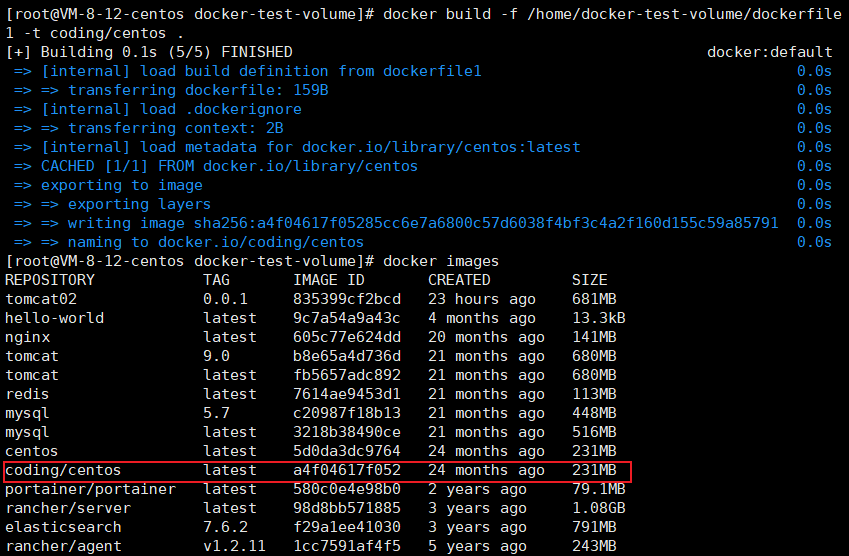 [root@VM-8-12-centos docker-test-volume]# docker build -f /home/docker-test-volume/dockerfile
1 -t coding/centos .
[+] Building 0.1s (5/5) FINISHED docker:default
=> [internal] load build definition from dockerfile1 0.0s
=> => transferring dockerfile: 159B 0.0s
=> [internal] load .dockerignore 0.0s
=> => transferring context: 2B 0.0s
=> [internal] load metadata for docker.io/library/centos:latest 0.0s
=> CACHED [1/1] FROM docker.io/library/centos 0.0s
=> exporting to image 0.0s
=> => exporting layers 0.0s
=> => writing image sha256:a4f04617f05285cc6e7a6800c57d6038f4bf3c4a2f160d155c59a85791 0.0s
=> => naming to docker.io/coding/centos 0.0s
[root@VM-8-12-centos docker-test-volume]# docker images
REPOSITORY TAG IMAGE ID CREATED SIZE
tomcat02 0.0.1 835399cf2bcd 23 hours ago 681MB
hello-world latest 9c7a54a9a43c 4 months ago 13.3kB
nginx latest 605c77e624dd 20 months ago 141MB
tomcat 9.0 b8e65a4d736d 21 months ago 680MB
tomcat latest fb5657adc892 21 months ago 680MB
redis latest 7614ae9453d1 21 months ago 113MB
mysql 5.7 c20987f18b13 21 months ago 448MB
mysql latest 3218b38490ce 21 months ago 516MB
centos latest 5d0da3dc9764 24 months ago 231MB
coding/centos latest a4f04617f052 24 months ago 231MB
portainer/portainer latest 580c0e4e98b0 2 years ago 79.1MB
rancher/server latest 98d8bb571885 3 years ago 1.08GB
elasticsearch 7.6.2 f29a1ee41030 3 years ago 791MB
rancher/agent v1.2.11 1cc7591af4f5 5 years ago 243MB